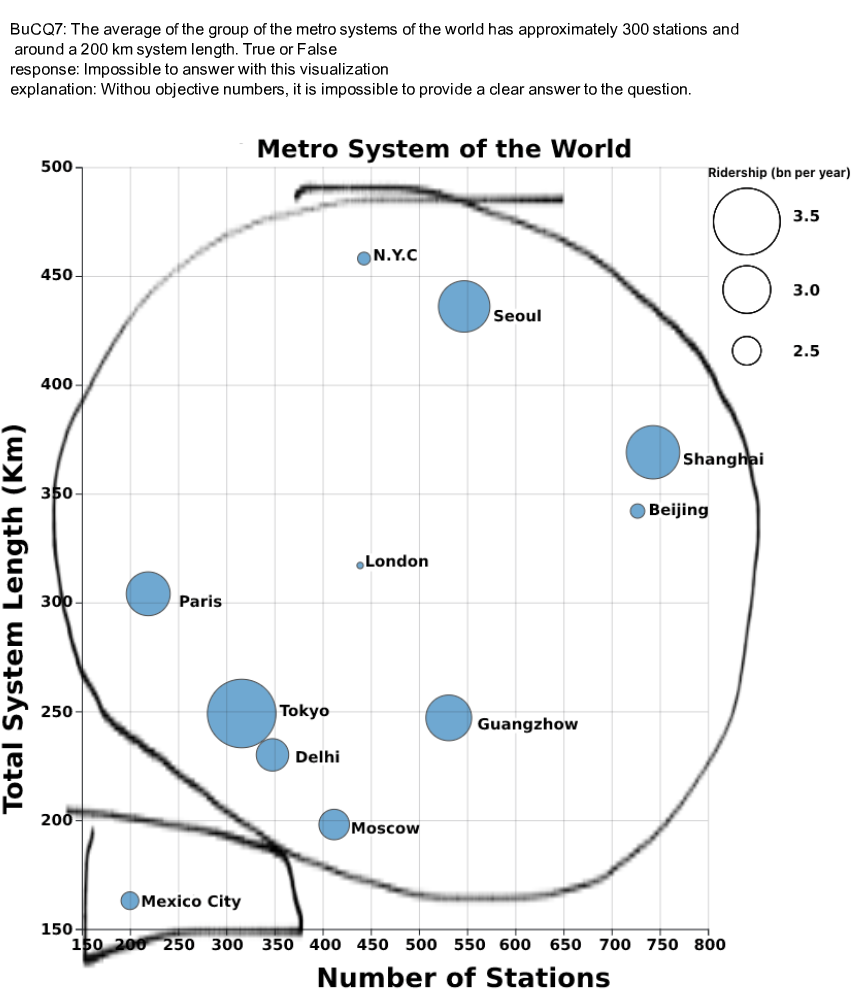 BuCQ7: The average of the group of the metro systems of the world has approximately 300 stations and
around a 200 km system length. True or False
response: Impossible to answer with this visualization
explanation: Withou objective numbers, it is impossible to provide a clear answer to the question.
Metro System of the World
Ridership (bn per year)
3.5
3.0
2.5
Total System Length (Km)
500
450
400
350
300
250
200
150
N.Y.C
Seoul
Shanghai
Beijing
London
Paris
Tokyo
Guangzhow
Delhi
Moscow
Mexico City
150 200 250 300 350 400 450 500 550 600 650 700 750 800
Number of Stations